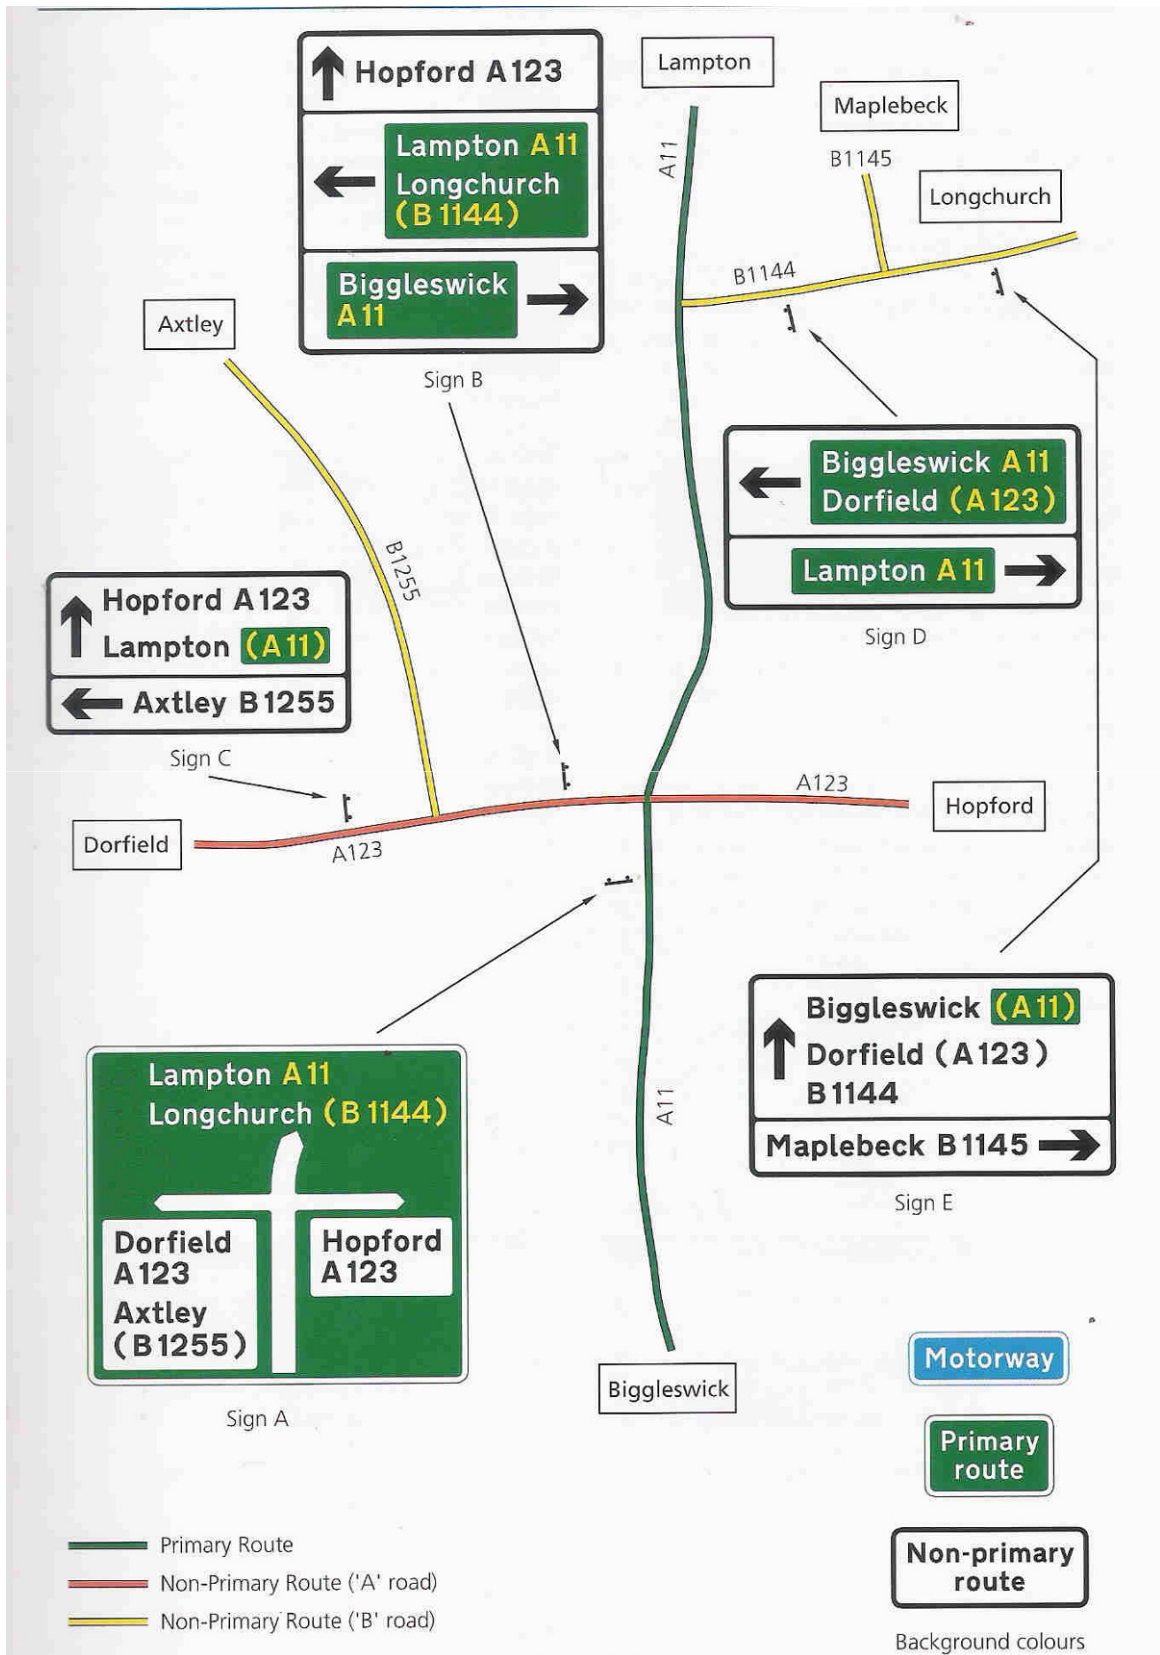 Hopford A123
Lampton A11
Longchurch
(B1144)
Biggleswick
A11
Sign B
Lampton
A11
Maplebeck
B1145
Longchurch
B1144
Axtley
B1255
Biggleswick A11
Dorfield (A123)
Lampton A11
Sign D
Hopford A123
Lampton (A11)
Axtley B1255
Sign C
Dorfield
A123
A123
Hopford
Lampton A11
Longchurch (B1144)
Dorfield
A123
Axtley
(B1255)
Hopford
A123
Sign A
A11
Biggleswick
Biggleswick (A11)
Dorfield (A123)
B1144
Maplebeck B1145
Sign E
Motorway
Primary
route
Non-primary
route
Background colours
Primary Route
Non-Primary Route ('A' road)
Non-Primary Route ('B' road)